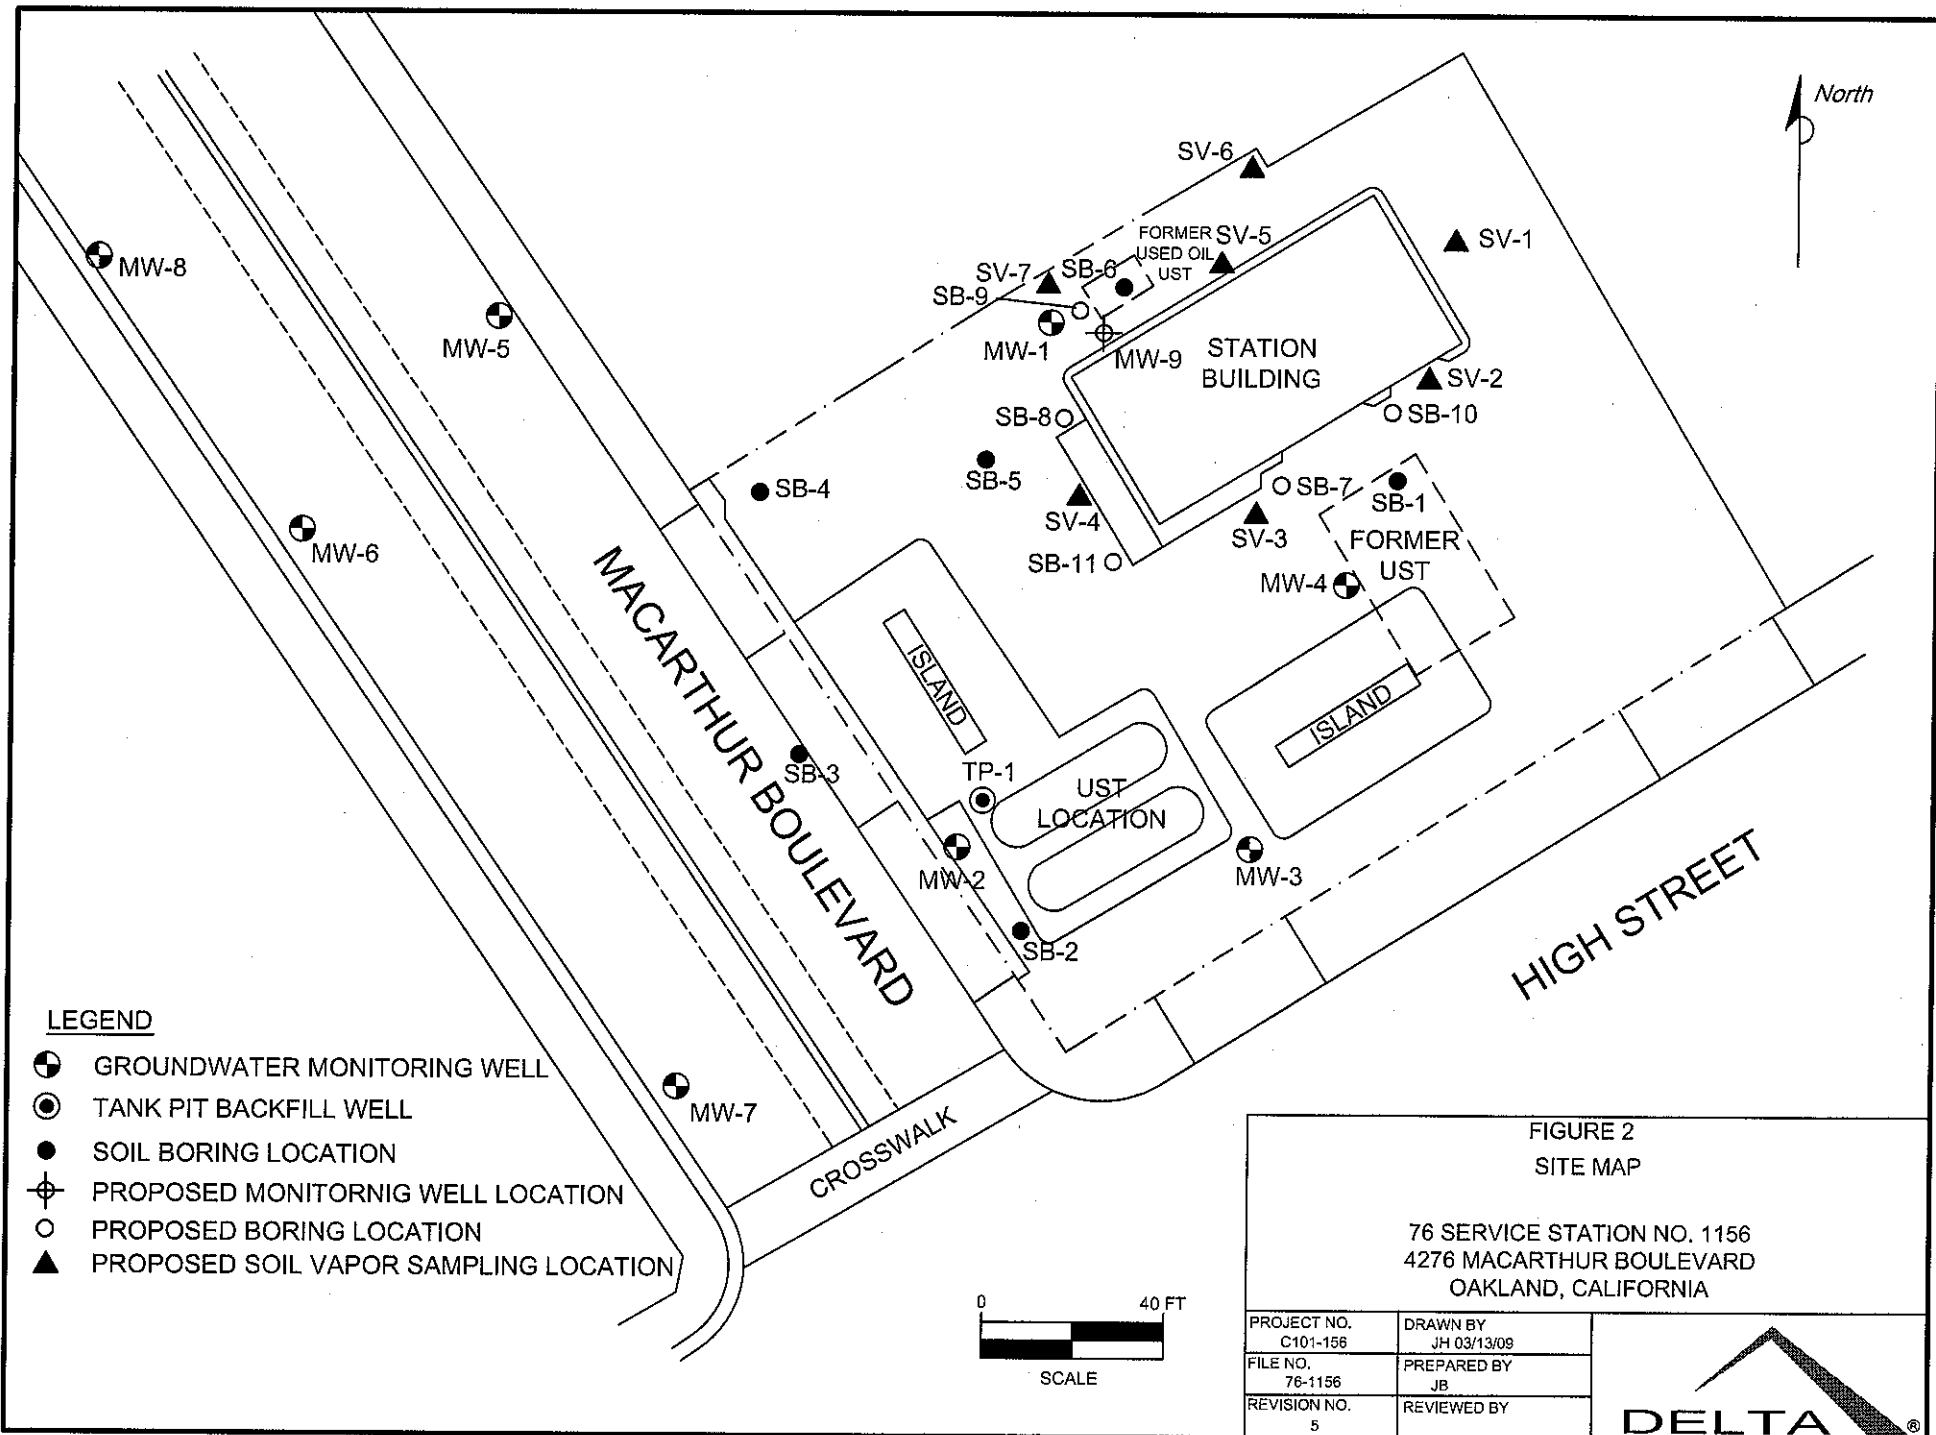 North
SV-6
FORMER
USED OIL
UST
SV-5
SV-1
SV-7
SB-6
SB-9
MW-8
MW-5
MW-1
MW-9
STATION
BUILDING
SV-2
SB-8
SB-10
SB-5
SB-4
SV-4
SB-7
SB-1
SV-3
FORMER
UST
MW-6
SB-11
MW-4
MACARTHUR BOULEVARD
ISLAND
ISLAND
SB-3
TP-1
UST
LOCATION
MW-2
MW-3
HIGH STREET
SB-2
MW-7
CROSSWALK
LEGEND
GROUNDWATER MONITORING WELL
TANK PIT BACKFILL WELL
SOIL BORING LOCATION
PROPOSED MONITORNIG WELL LOCATION
PROPOSED BORING LOCATION
PROPOSED SOIL VAPOR SAMPLING LOCATION
0 40 FT
SCALE
FIGURE 2
SITE MAP
76 SERVICE STATION NO. 1156
4276 MACARTHUR BOULEVARD
OAKLAND, CALIFORNIA
PROJECT NO.
C101-156
DRAWN BY
JH 03/13/09
FILE NO.
76-1156
PREPARED BY
JB
REVISION NO.
5
REVIEWED BY
DELTA ®